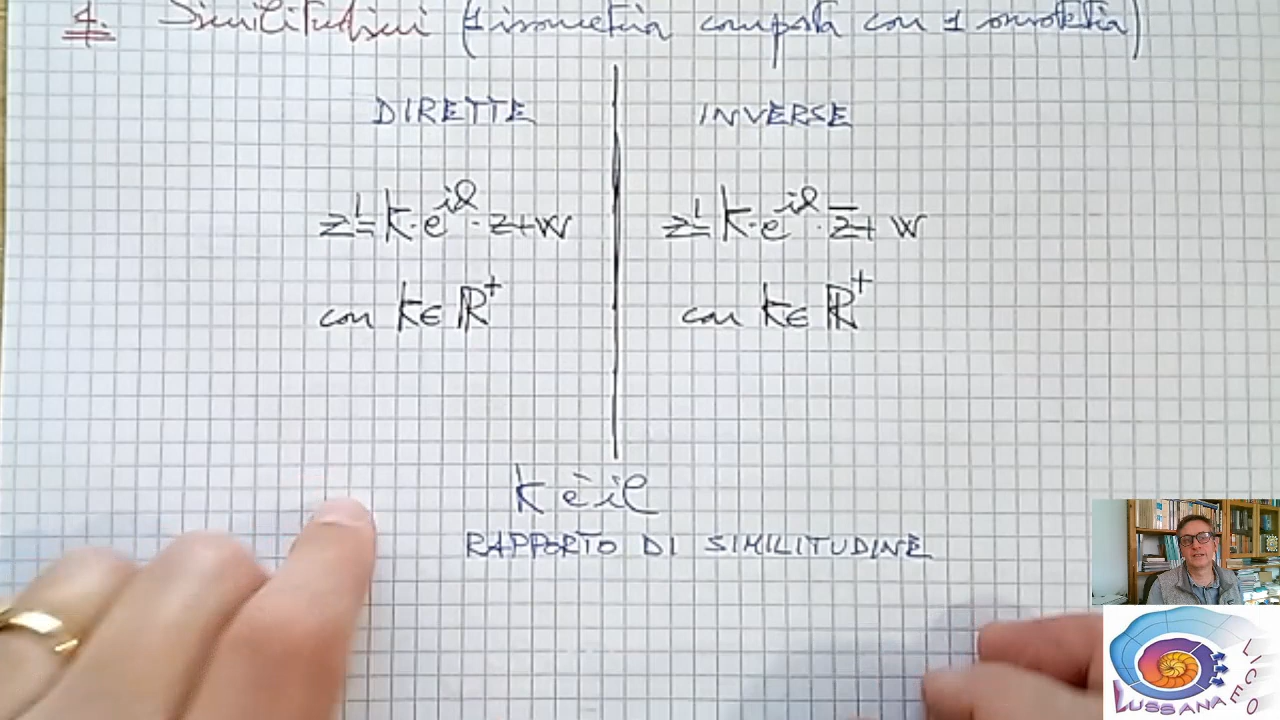 4. Similitudini (1 isometria composta con 1 omotetia)
DIRETTE
INVERSE
z'=k·e^{iϑ}·z+w
z'=k·e^{iϑ}·z̅+w
con k∈ℝ⁺
con k∈ℝ⁺
k è il
RAPPORTO DI SIMILITUDINE
LUSSANA
LICEO